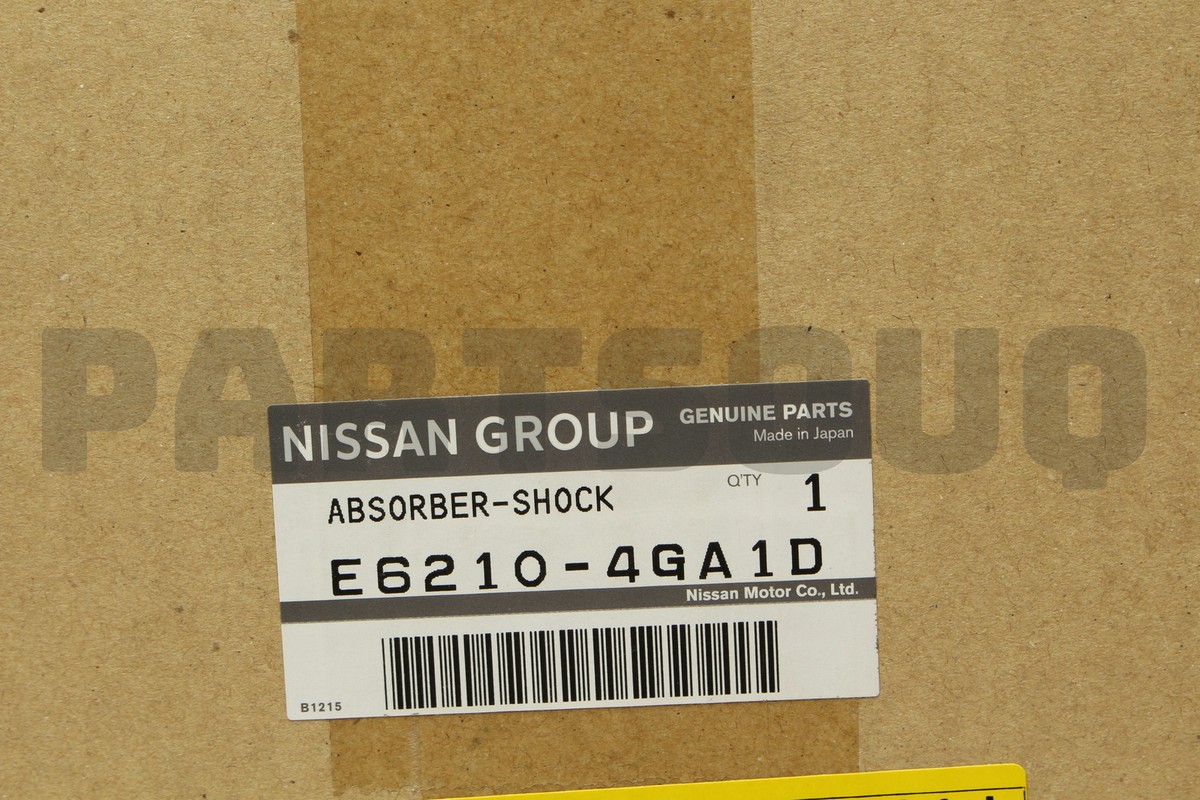 PARTSOUQ
NISSAN GROUP
GENUINE PARTS
Made in Japan
ABSORBER-SHOCK
Q'TY 1
E6210-4GA1D
Nissan Motor Co., Ltd.
B1215